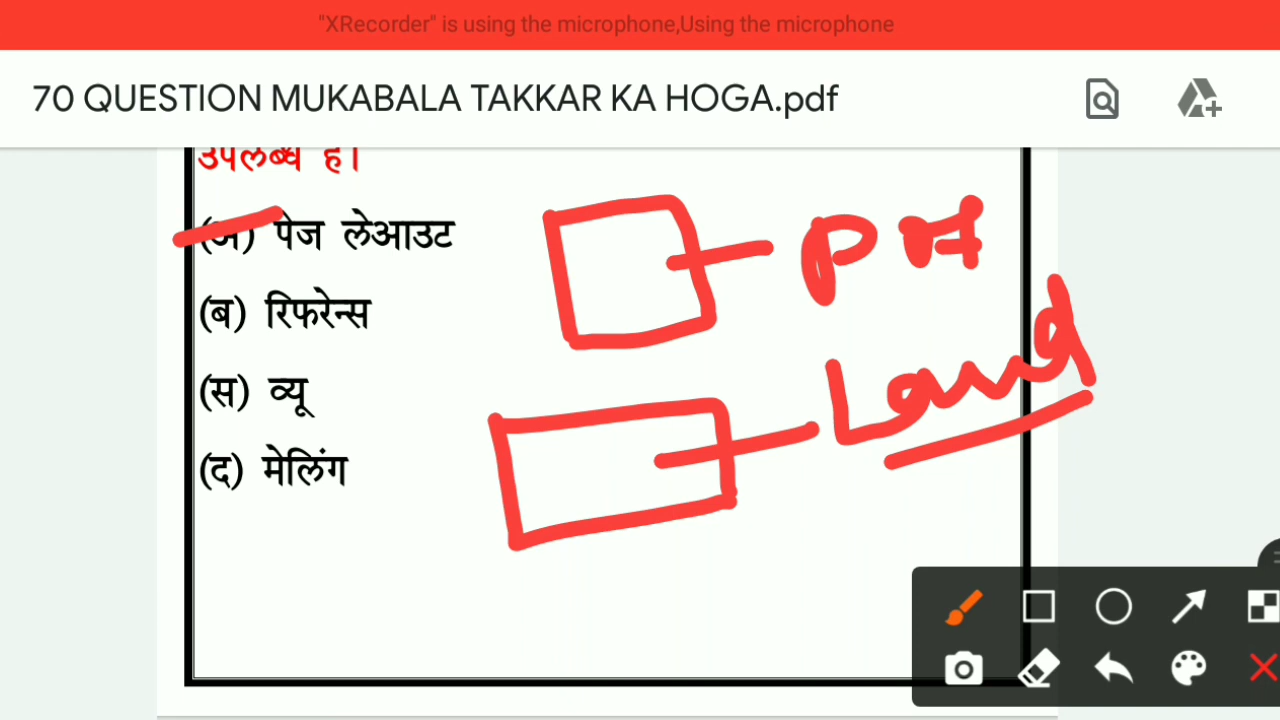 "XRecorder" is using the microphone,Using the microphone
70 QUESTION MUKABALA TAKKAR KA HOGA.pdf
उपलब्ध है।
(अ) पेज लेआउट
(ब) रिफरेन्स
(स) व्यू
(द) मेलिंग
Land